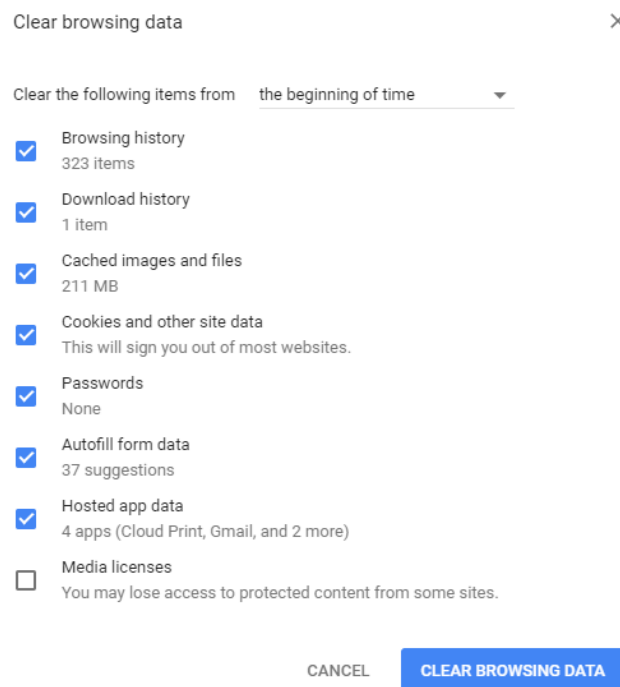 Clear browsing data
Clear the following items from the beginning of time
Browsing history
323 items
Download history
1 item
Cached images and files
211 MB
Cookies and other site data
This will sign you out of most websites.
Passwords
None
Autofill form data
37 suggestions
Hosted app data
4 apps (Cloud Print, Gmail, and 2 more)
Media licenses
You may lose access to protected content from some sites.
CANCEL CLEAR BROWSING DATA